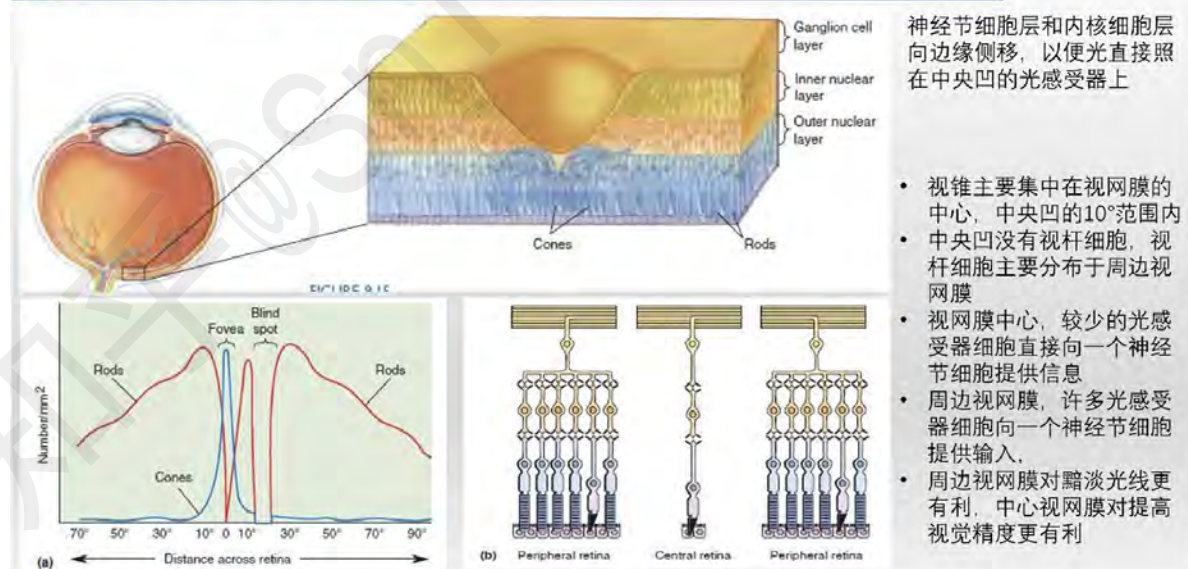 Ganglion cell
layer
Inner nuclear
layer
Outer nuclear
layer
Cones
Rods
神经节细胞层和内核细胞层
向边缘侧移，以便光直接照
在中央凹的光感受器上
• 视锥主要集中在视网膜的
中心，中央凹的10°范围内
• 中央凹没有视杆细胞，视
杆细胞主要分布于周边视
网膜
• 视网膜中心，较少的光感
受器细胞直接向一个神经
节细胞提供信息
• 周边视网膜，许多光感受
器细胞向一个神经节细胞
提供输入，
• 周边视网膜对黯淡光线更
有利，中心视网膜对提高
视觉精度更有利
Blind
Fovea spot
Rods
Rods
Cones
Number/mm²
70° 50° 30° 10° 0 10° 30° 50° 70° 90°
(a) Distance across retina
(b) Peripheral retina Central retina Peripheral retina